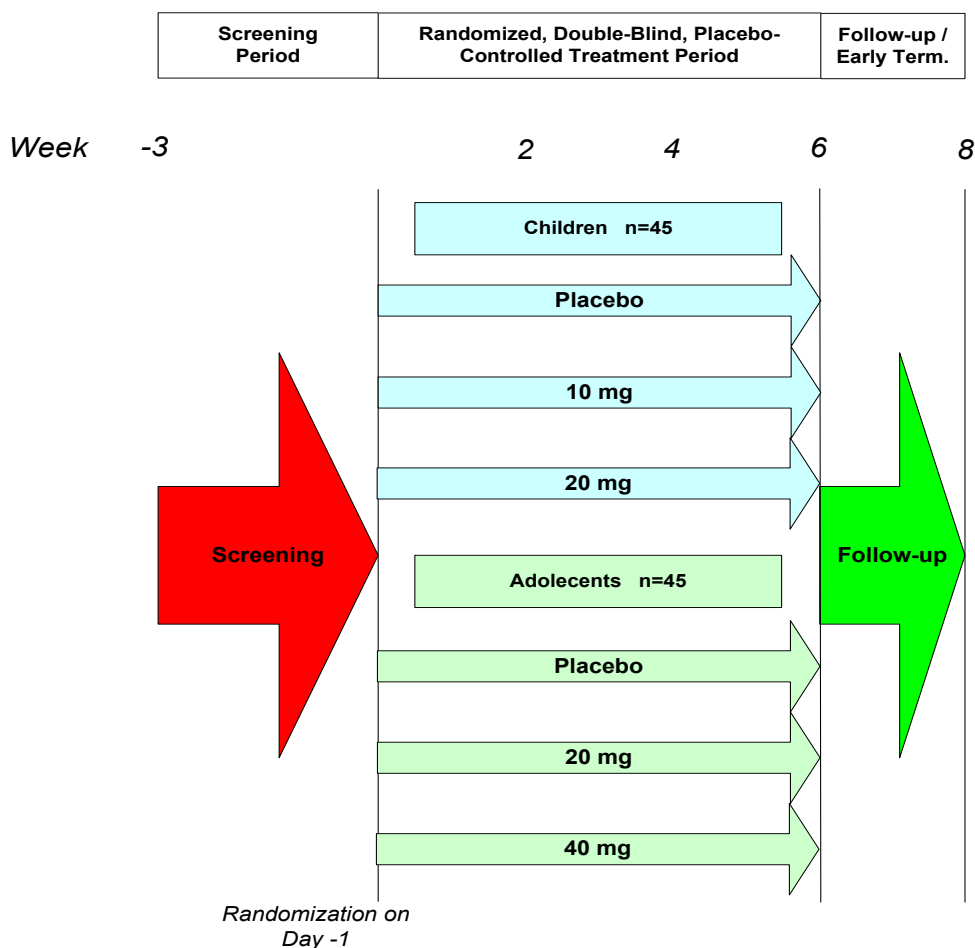 Screening
Period
Randomized, Double-Blind, Placebo-
Controlled Treatment Period
Follow-up /
Early Term.
Week -3 2 4 6 8
Children n=45
Placebo
10 mg
20 mg
Screening
Follow-up
Adolecents n=45
Placebo
20 mg
40 mg
Randomization on
Day -1